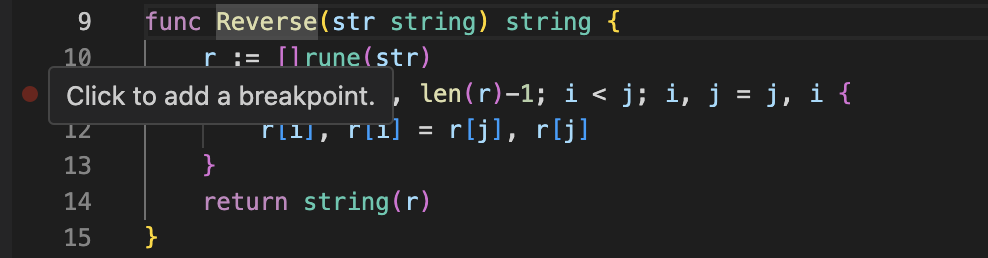 9 func Reverse(str string) string {
10 r := []rune(str)
Click to add a breakpoint. , len(r)-1; i < j; i, j = j, i {
12 r[i], r[i] = r[j], r[j]
13 }
14 return string(r)
15 }